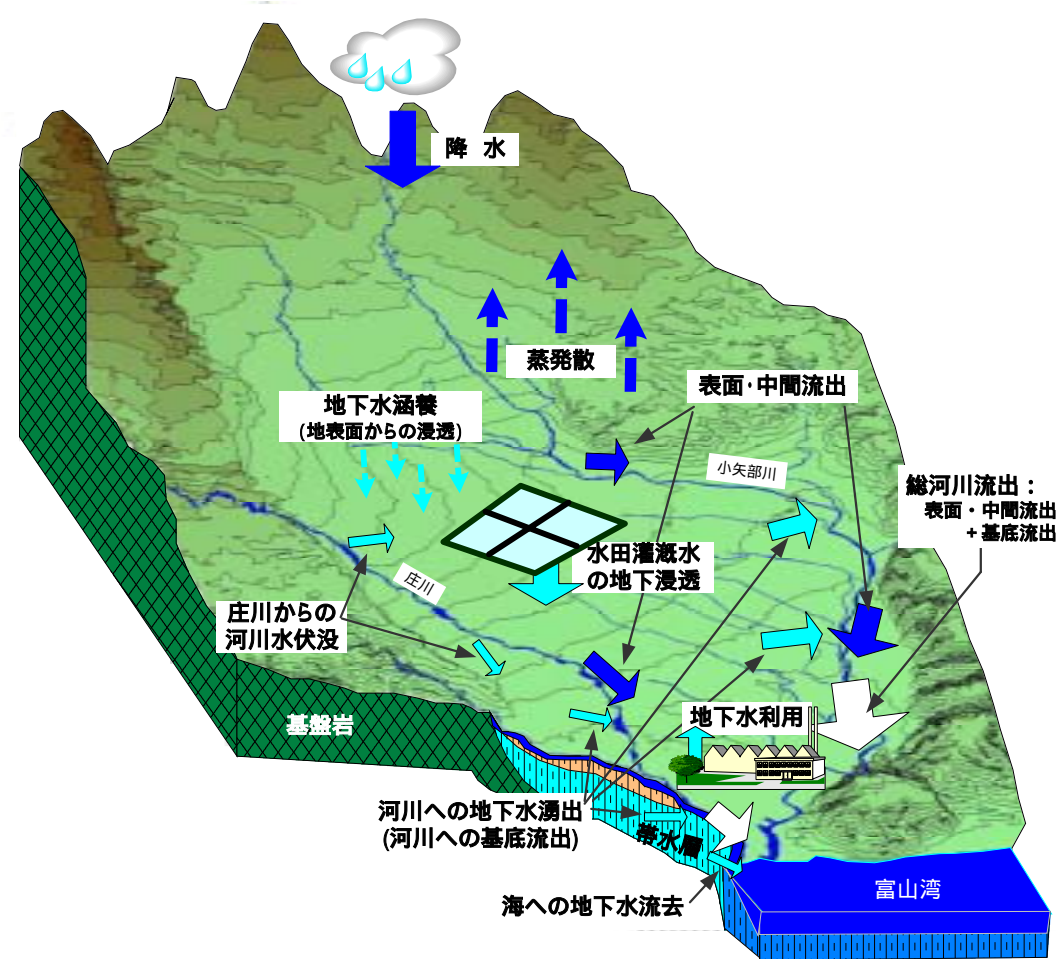 降 水
蒸発散
表面・中間流出
地下水涵養
(地表面からの浸透)
小矢部川
総河川流出：
表面・中間流出
+基底流出
水田灌漑水
の地下浸透
庄川
庄川からの
河川水伏没
地下水利用
基盤岩
河川への地下水湧出
(河川への基底流出)
帯水層
富山湾
海への地下水流去